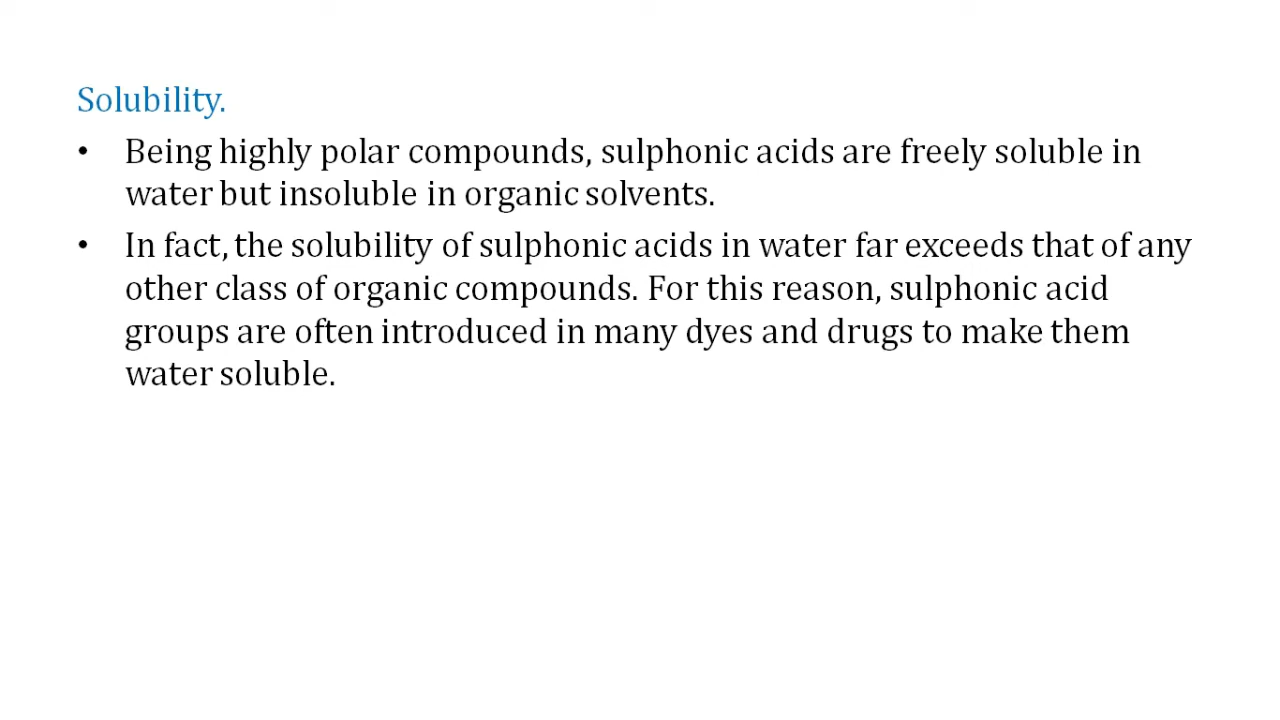 Solubility.
• Being highly polar compounds, sulphonic acids are freely soluble in
water but insoluble in organic solvents.
• In fact, the solubility of sulphonic acids in water far exceeds that of any
other class of organic compounds. For this reason, sulphonic acid
groups are often introduced in many dyes and drugs to make them
water soluble.